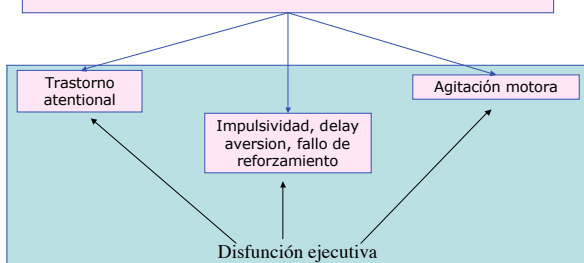 Trastorno
atentional
Agitación motora
Impulsividad, delay
aversion, fallo de
reforzamiento
Disfunción ejecutiva